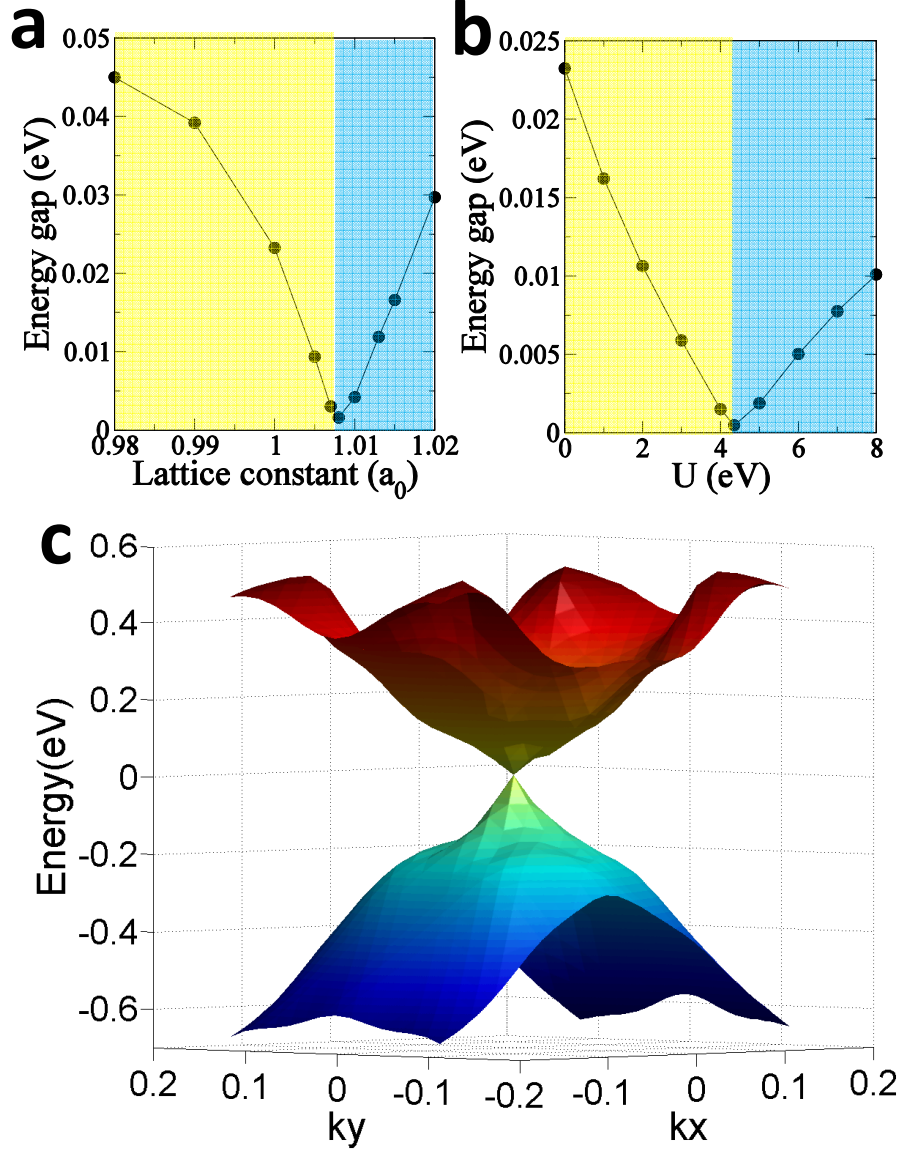 a
0.05
0.04
0.03
0.02
0.01
0
Energy gap (eV)
0.98 0.99 1 1.01 1.02
Lattice constant (a0)
b
0.025
0.02
0.015
0.01
0.005
0
Energy gap (eV)
0 2 4 6 8
U (eV)
c
0.6
0.4
0.2
0
-0.2
-0.4
-0.6
Energy(eV)
0.2 0.1 0 -0.1 -0.2 0 -0.1 0 0.1 0.2
ky kx